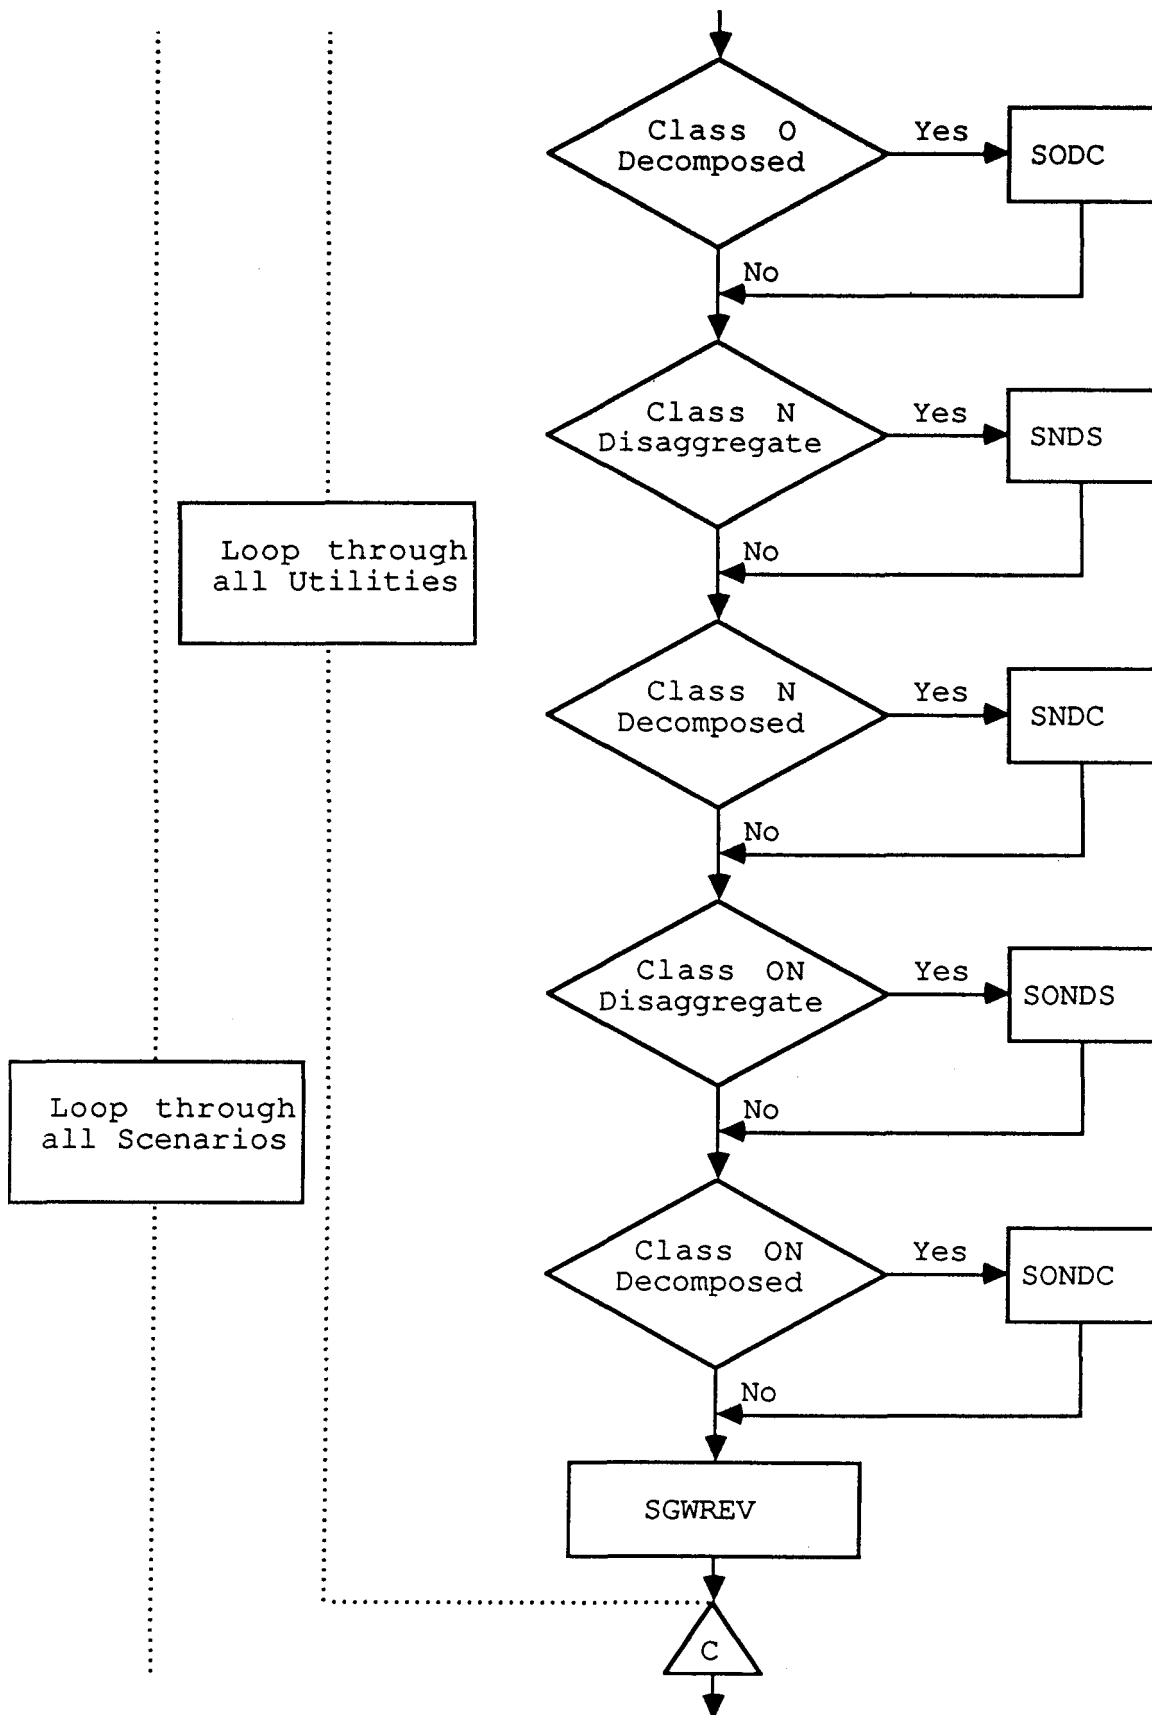 Class O
Decomposed
Yes
SODC
No
Class N
Disaggregate
Yes
SNDS
No
Loop through
all Utilities
Class N
Decomposed
Yes
SNDC
No
Class ON
Disaggregate
Yes
SONDS
No
Loop through
all Scenarios
Class ON
Decomposed
Yes
SONDC
No
SGWREV
C